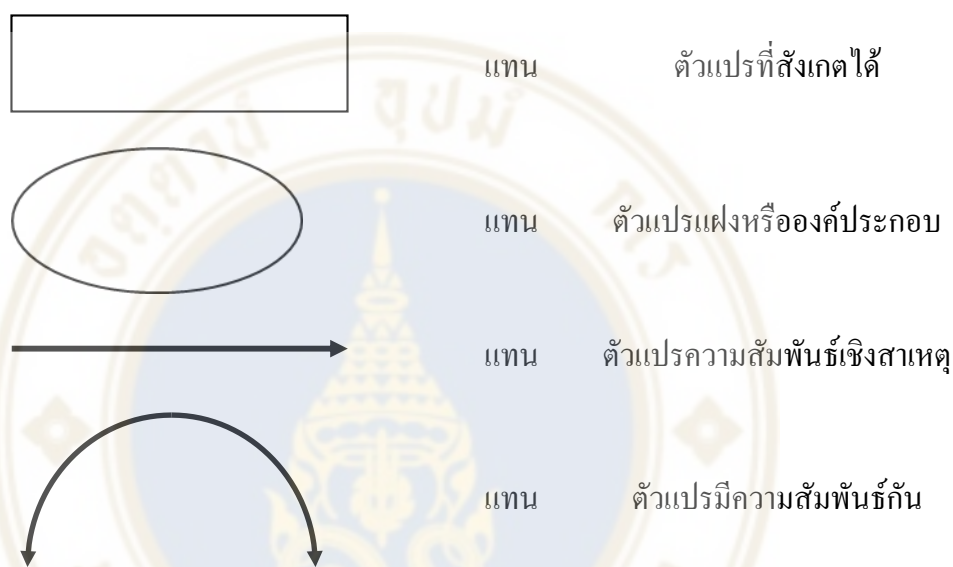 แทน ตัวแปรที่สังเกตได้
แทน ตัวแปรแฝงหรือองค์ประกอบ
แทน ตัวแปรความสัมพันธ์เชิงสาเหตุ
แทน ตัวแปรมีความสัมพันธ์กัน